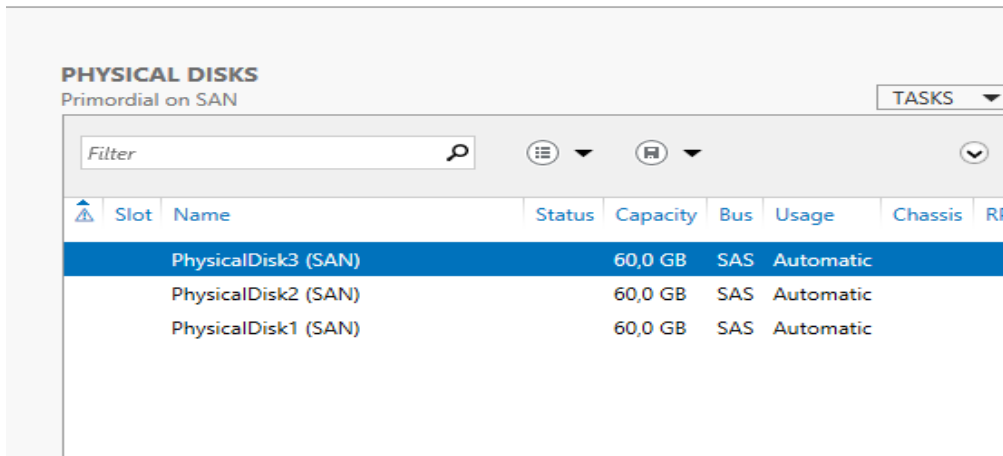 PHYSICAL DISKS
Primordial on SAN
TASKS
Filter
Slot Name Status Capacity Bus Usage Chassis
PhysicalDisk3 (SAN) 60,0 GB SAS Automatic
PhysicalDisk2 (SAN) 60,0 GB SAS Automatic
PhysicalDisk1 (SAN) 60,0 GB SAS Automatic